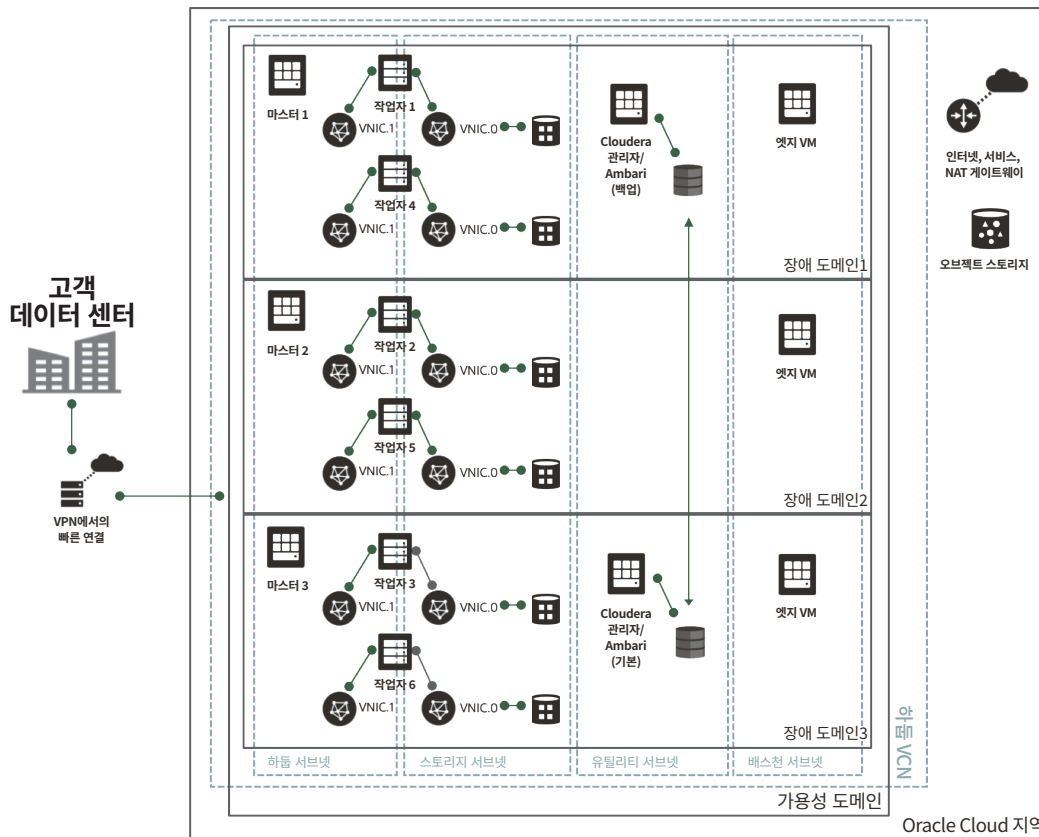 고객
데이터 센터
VPN에서의
빠른 연결
마스터 1
작업자 1
VNIC.1
VNIC.0
작업자 4
VNIC.1
VNIC.0
Cloudera
관리자/
Ambari
(백업)
엣지 VM
장애 도메인1
마스터 2
작업자 2
VNIC.1
VNIC.0
작업자 5
VNIC.1
VNIC.0
엣지 VM
장애 도메인2
마스터 3
작업자 3
VNIC.1
VNIC.0
작업자 6
VNIC.1
VNIC.0
Cloudera
관리자/
Ambari
(기본)
엣지 VM
장애 도메인3
하둡 서브넷
스토리지 서브넷
유틸리티 서브넷
배스천 서브넷
하둡 VCN
가용성 도메인
Oracle Cloud 지역
인터넷, 서비스,
NAT 게이트웨이
오브젝트 스토리지